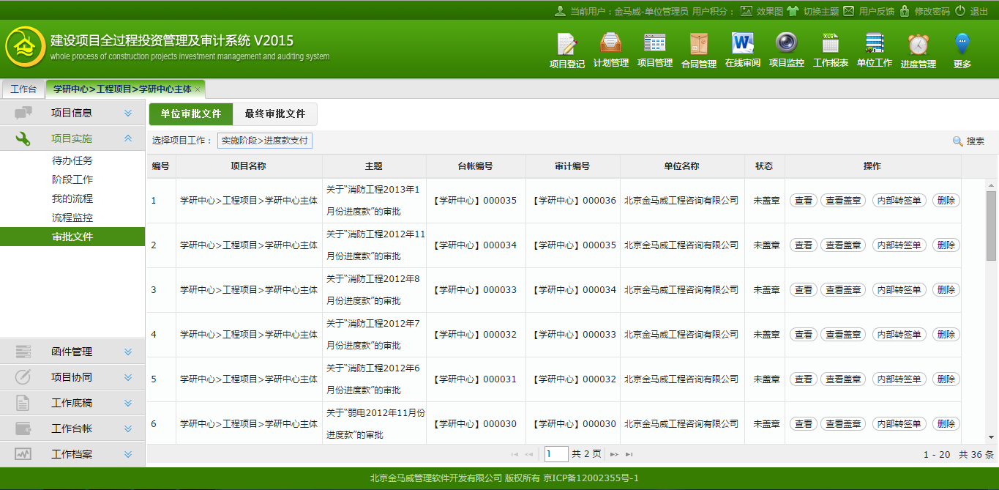 当前用户：金马威-单位管理员 用户积分： 效果图 切换主题 用户反馈 修改密码 退出
建设项目全过程投资管理及审计系统 V2015
whole process of construction projects investment management and auditing system
项目登记 计划管理 项目管理 合同管理 在线审阅 项目监控 工作报表 单位工作 进度管理 更多
工作台 学研中心>工程项目>学研中心主体 ×
项目信息
项目实施
待办任务
阶段工作
我的流程
流程监控
审批文件
函件管理
项目协同
工作底稿
工作台帐
工作档案
单位审批文件 最终审批文件
选择项目工作： 实施阶段>进度款支付 搜索
编号 项目名称 主题 台帐编号 审计编号 单位名称 状态 操作
1 学研中心>工程项目>学研中心主体 关于“消防工程2013年1 【学研中心】000035 【学研中心】000036 北京金马威工程咨询有限公司 未盖章 查看 查看盖章 内部转签单 删除
月份进度款”的审批
2 学研中心>工程项目>学研中心主体 关于“消防工程2012年11 【学研中心】000034 【学研中心】000035 北京金马威工程咨询有限公司 未盖章 查看 查看盖章 内部转签单 删除
月份进度款”的审批
3 学研中心>工程项目>学研中心主体 关于“消防工程2012年8 【学研中心】000033 【学研中心】000034 北京金马威工程咨询有限公司 未盖章 查看 查看盖章 内部转签单 删除
月份进度款”的审批
4 学研中心>工程项目>学研中心主体 关于“消防工程2012年7 【学研中心】000032 【学研中心】000033 北京金马威工程咨询有限公司 未盖章 查看 查看盖章 内部转签单 删除
月份进度款”的审批
5 学研中心>工程项目>学研中心主体 关于“消防工程2012年6 【学研中心】000031 【学研中心】000032 北京金马威工程咨询有限公司 未盖章 查看 查看盖章 内部转签单 删除
月份进度款”的审批
6 学研中心>工程项目>学研中心主体 关于“弱电2012年11月份 【学研中心】000030 【学研中心】000030 北京金马威工程咨询有限公司 未盖章 查看 查看盖章 内部转签单 删除
进度款”的审批
1 共 2 页 1 - 20 共 36 条
北京金马威管理软件开发有限公司 版权所有 京ICP备12002355号-1